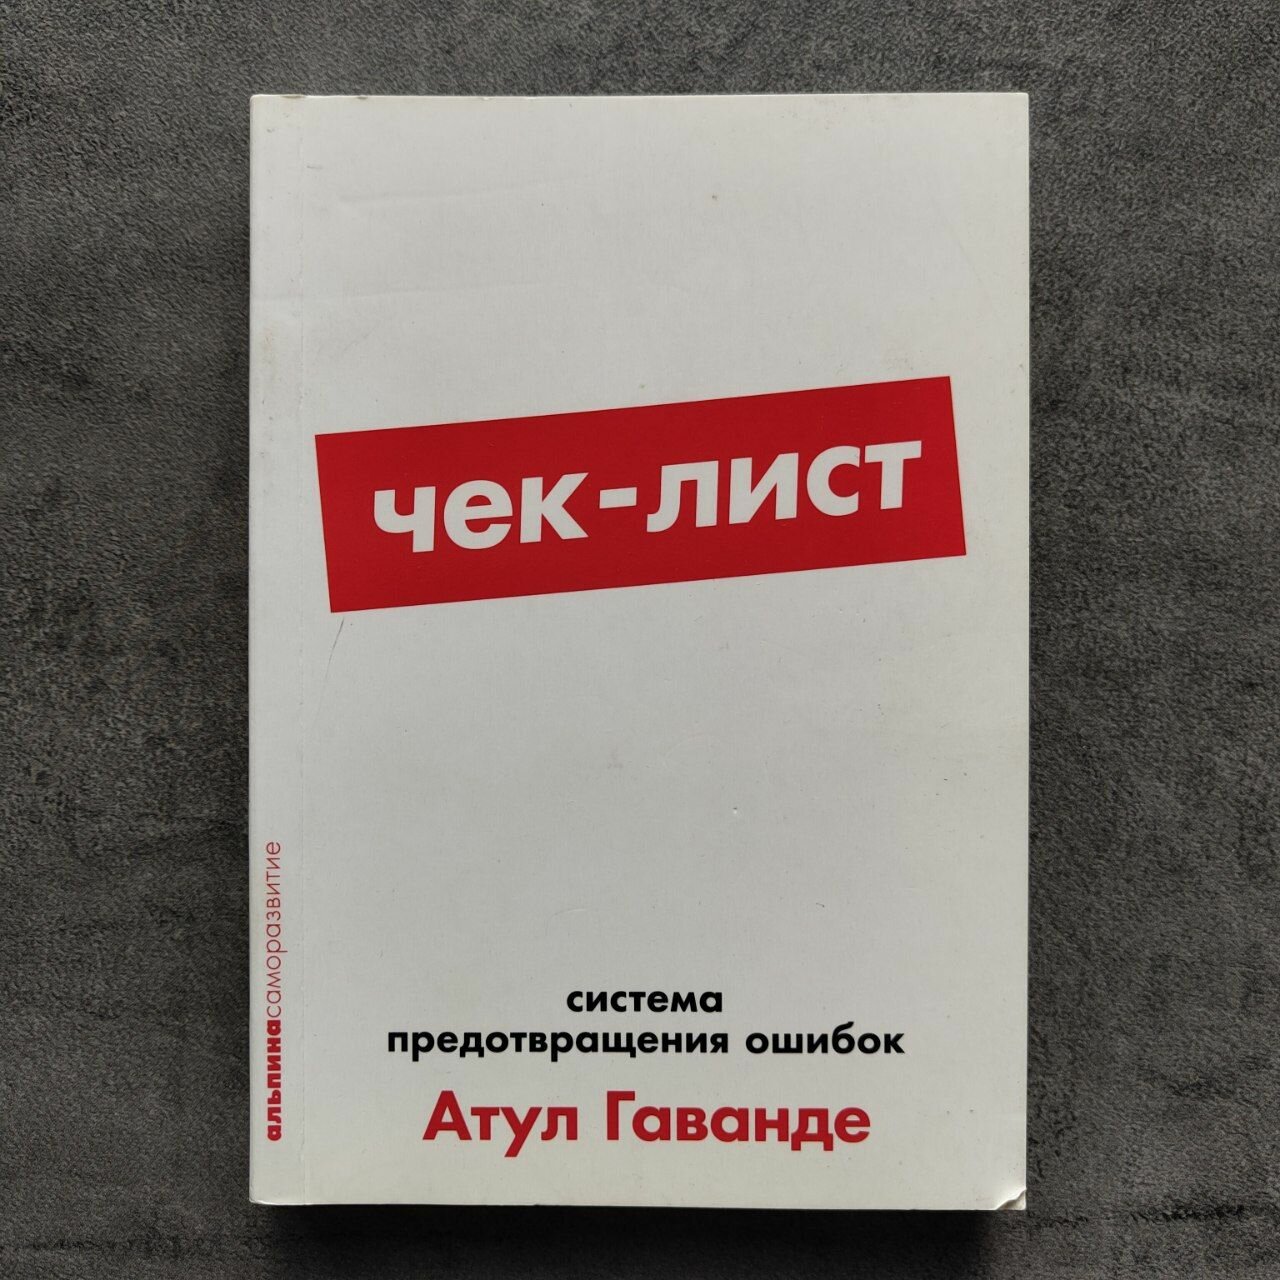 чек-лист
система
предотвращения ошибок
Атул Гаванде
альпинасаморазвитие